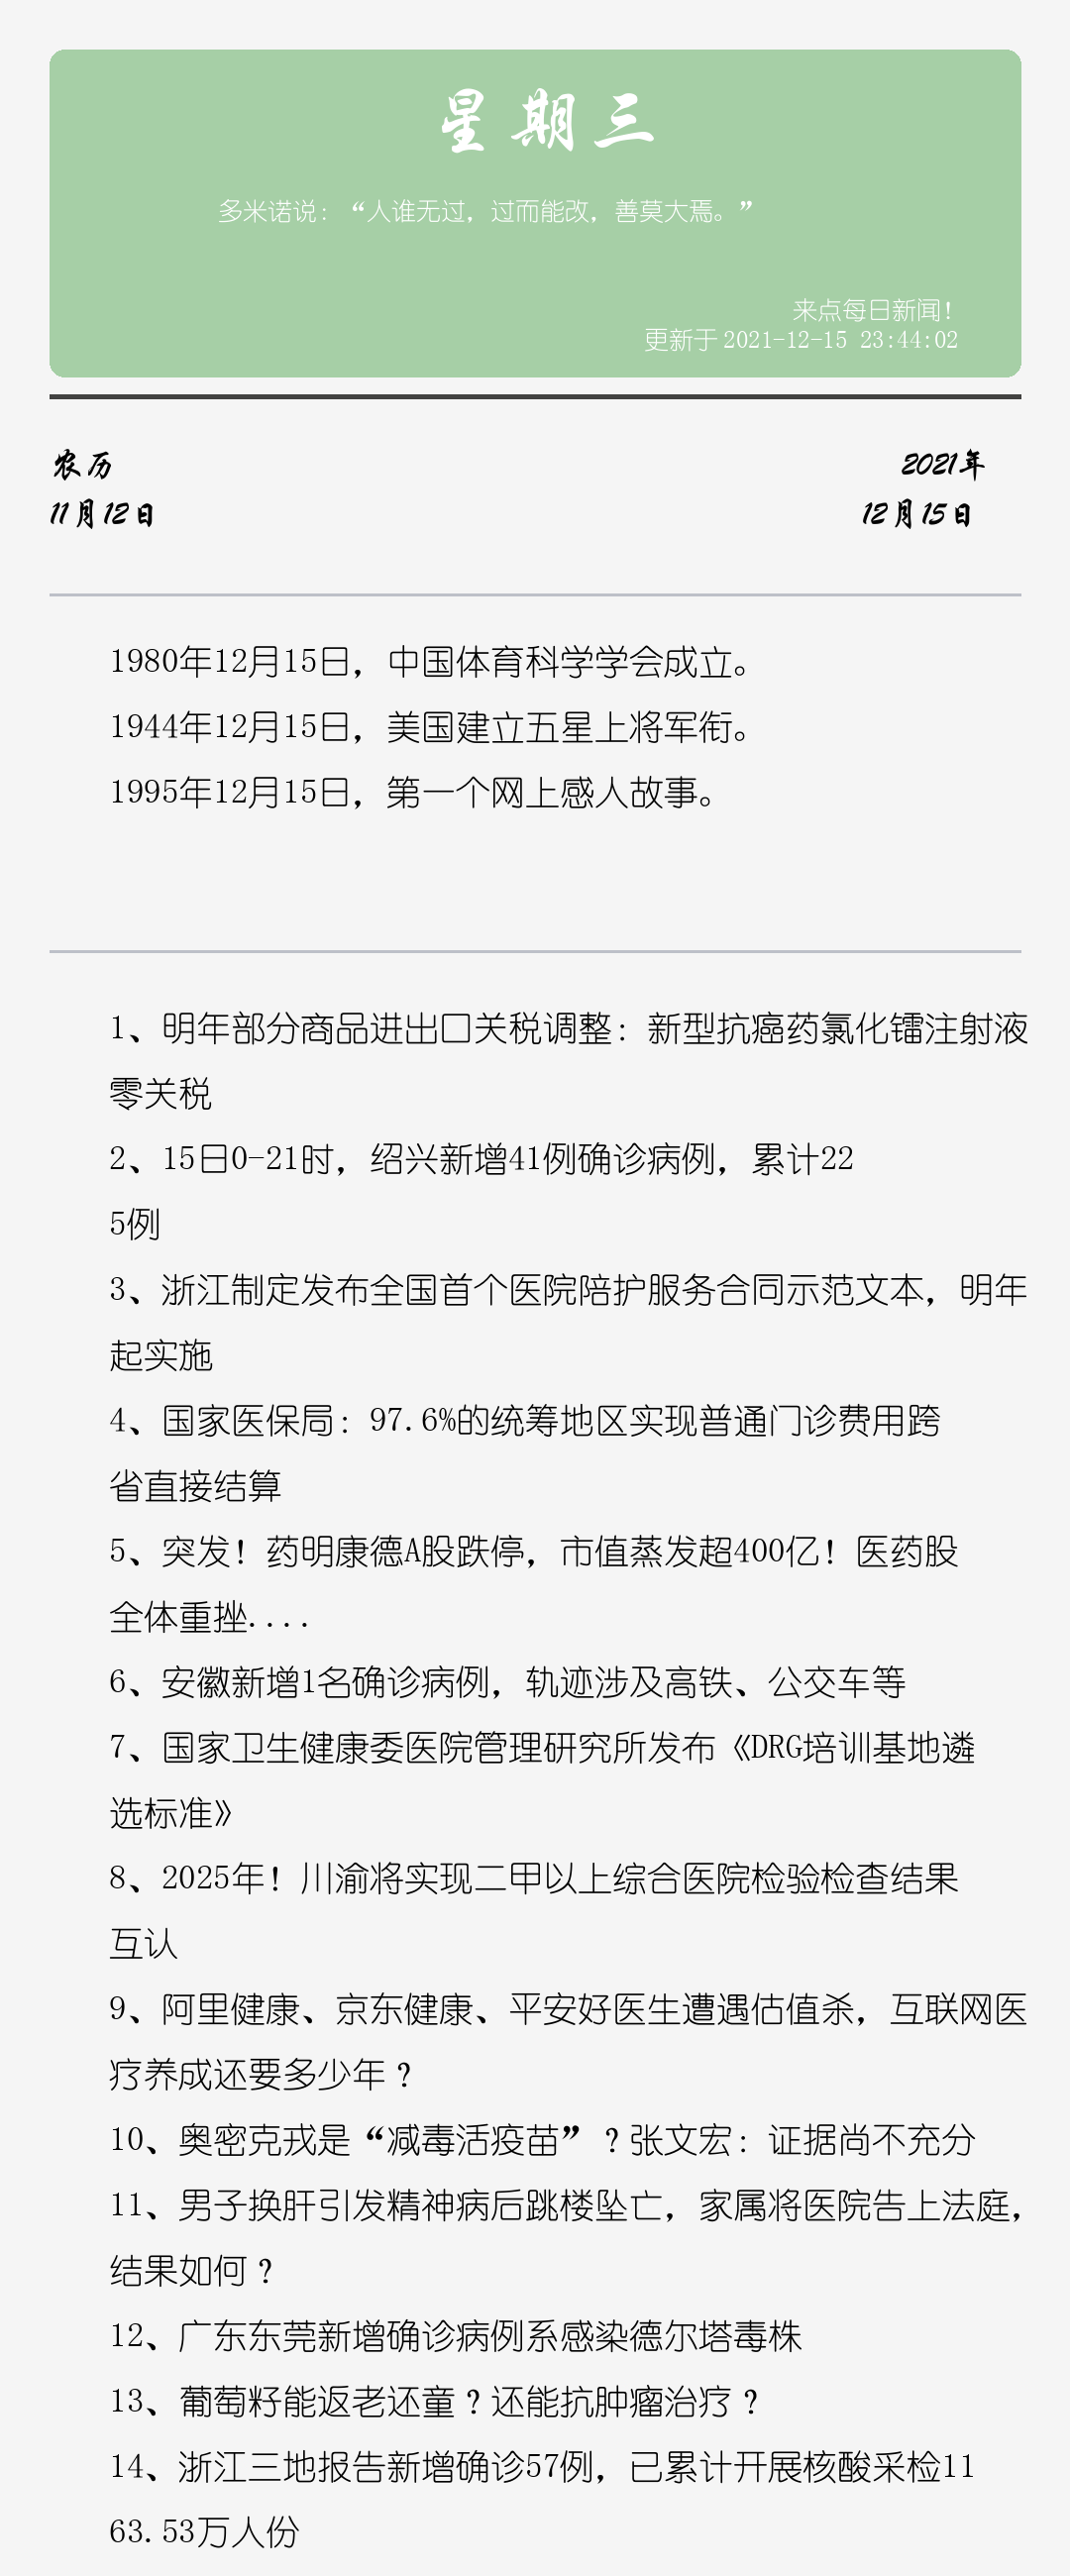 星期三
多米诺说：“人谁无过，过而能改，善莫大焉。”
来点每日新闻！
更新于2021-12-15 23:44:02
农历
2021年
11月12日
12月15日
1980年12月15日，中国体育科学学会成立。
1944年12月15日，美国建立五星上将军衔。
1995年12月15日，第一个网上感人故事。
1、明年部分商品进出口关税调整：新型抗癌药氯化镭注射液
零关税
2、15日0-21时，绍兴新增41例确诊病例，累计22
5例
3、浙江制定发布全国首个医院陪护服务合同示范文本，明年
起实施
4、国家医保局：97.6%的统筹地区实现普通门诊费用跨
省直接结算
5、突发！药明康德A股跌停，市值蒸发超400亿！医药股
全体重挫....
6、安徽新增1名确诊病例，轨迹涉及高铁、公交车等
7、国家卫生健康委医院管理研究所发布《DRG培训基地遴
选标准》
8、2025年！川渝将实现二甲以上综合医院检验检查结果
互认
9、阿里健康、京东健康、平安好医生遭遇估值杀，互联网医
疗养成还要多少年？
10、奥密克戎是“减毒活疫苗”？张文宏：证据尚不充分
11、男子换肝引发精神病后跳楼坠亡，家属将医院告上法庭，
结果如何？
12、广东东莞新增确诊病例系感染德尔塔毒株
13、葡萄籽能返老还童？还能抗肿瘤治疗？
14、浙江三地报告新增确诊57例，已累计开展核酸采检11
63.53万人份